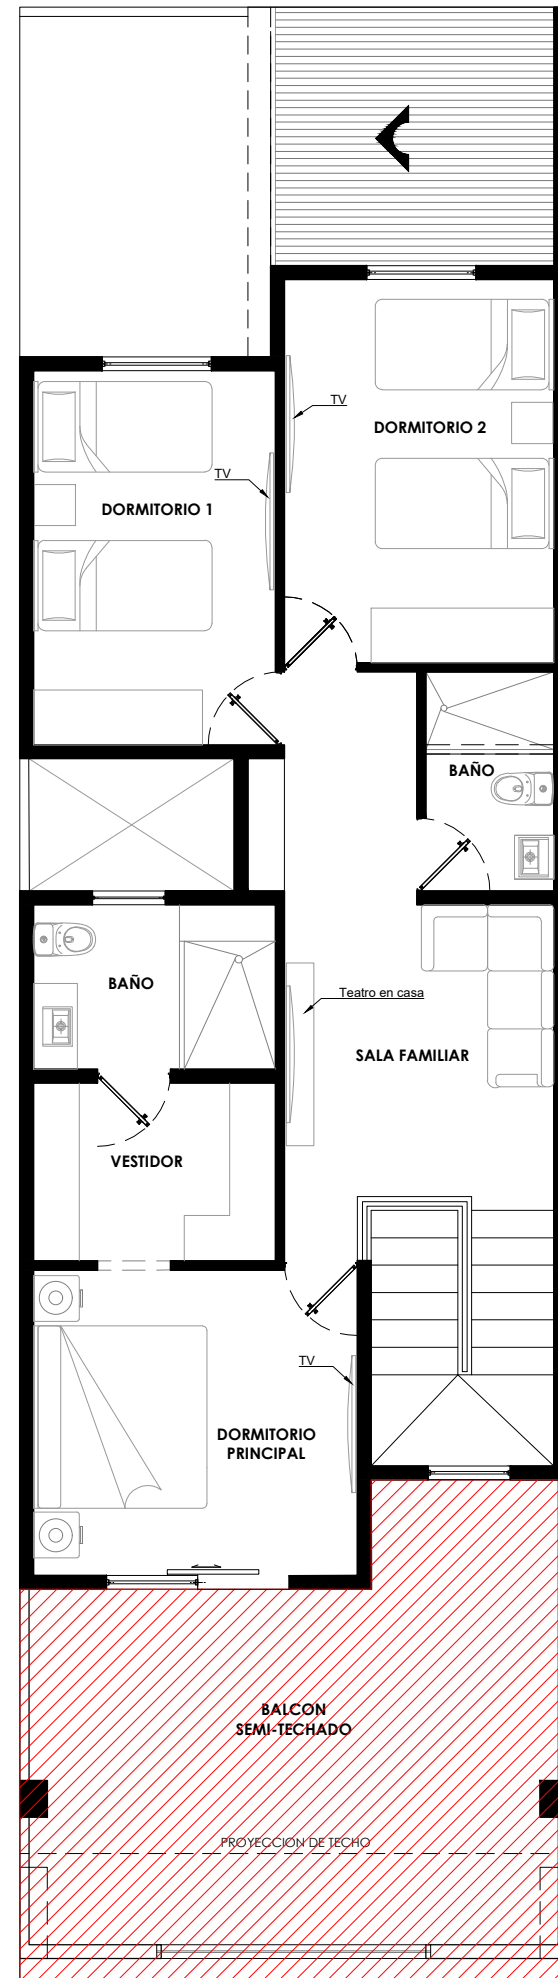 TV
DORMITORIO 2
TV
DORMITORIO 1
BAÑO
BAÑO
Teatro en casa
SALA FAMILIAR
VESTIDOR
TV
DORMITORIO
PRINCIPAL
BALCON
SEMI-TECHADO
PROYECCION DE TECHO